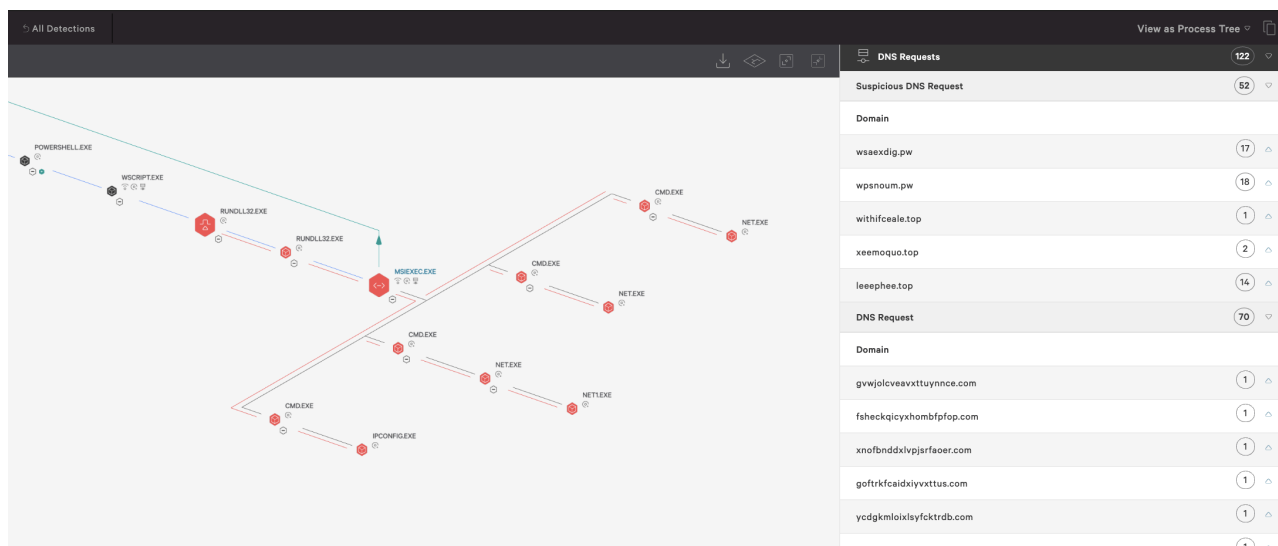 All Detections
View as Process Tree
POWERSHELL.EXE
WSCRIPT.EXE
RUNDLL32.EXE
RUNDLL32.EXE
MSIEXEC.EXE
CMD.EXE
NET.EXE
CMD.EXE
NET.EXE
CMD.EXE
NET.EXE
NET1.EXE
CMD.EXE
IPCONFIG.EXE
DNS Requests 122
Suspicious DNS Request 52
Domain
wsaexdig.pw 17
wpsnoum.pw 18
withifceale.top 1
xeemoquo.top 2
leeephee.top 14
DNS Request 70
Domain
gvwjolcveavxttuynnce.com 1
fsheckqicyxhombfpfop.com 1
xnofbnddxlvpjsrfaoer.com 1
goftrkfcaidxiyvxttus.com 1
ycdgkmloixlsyfcktrdb.com 1